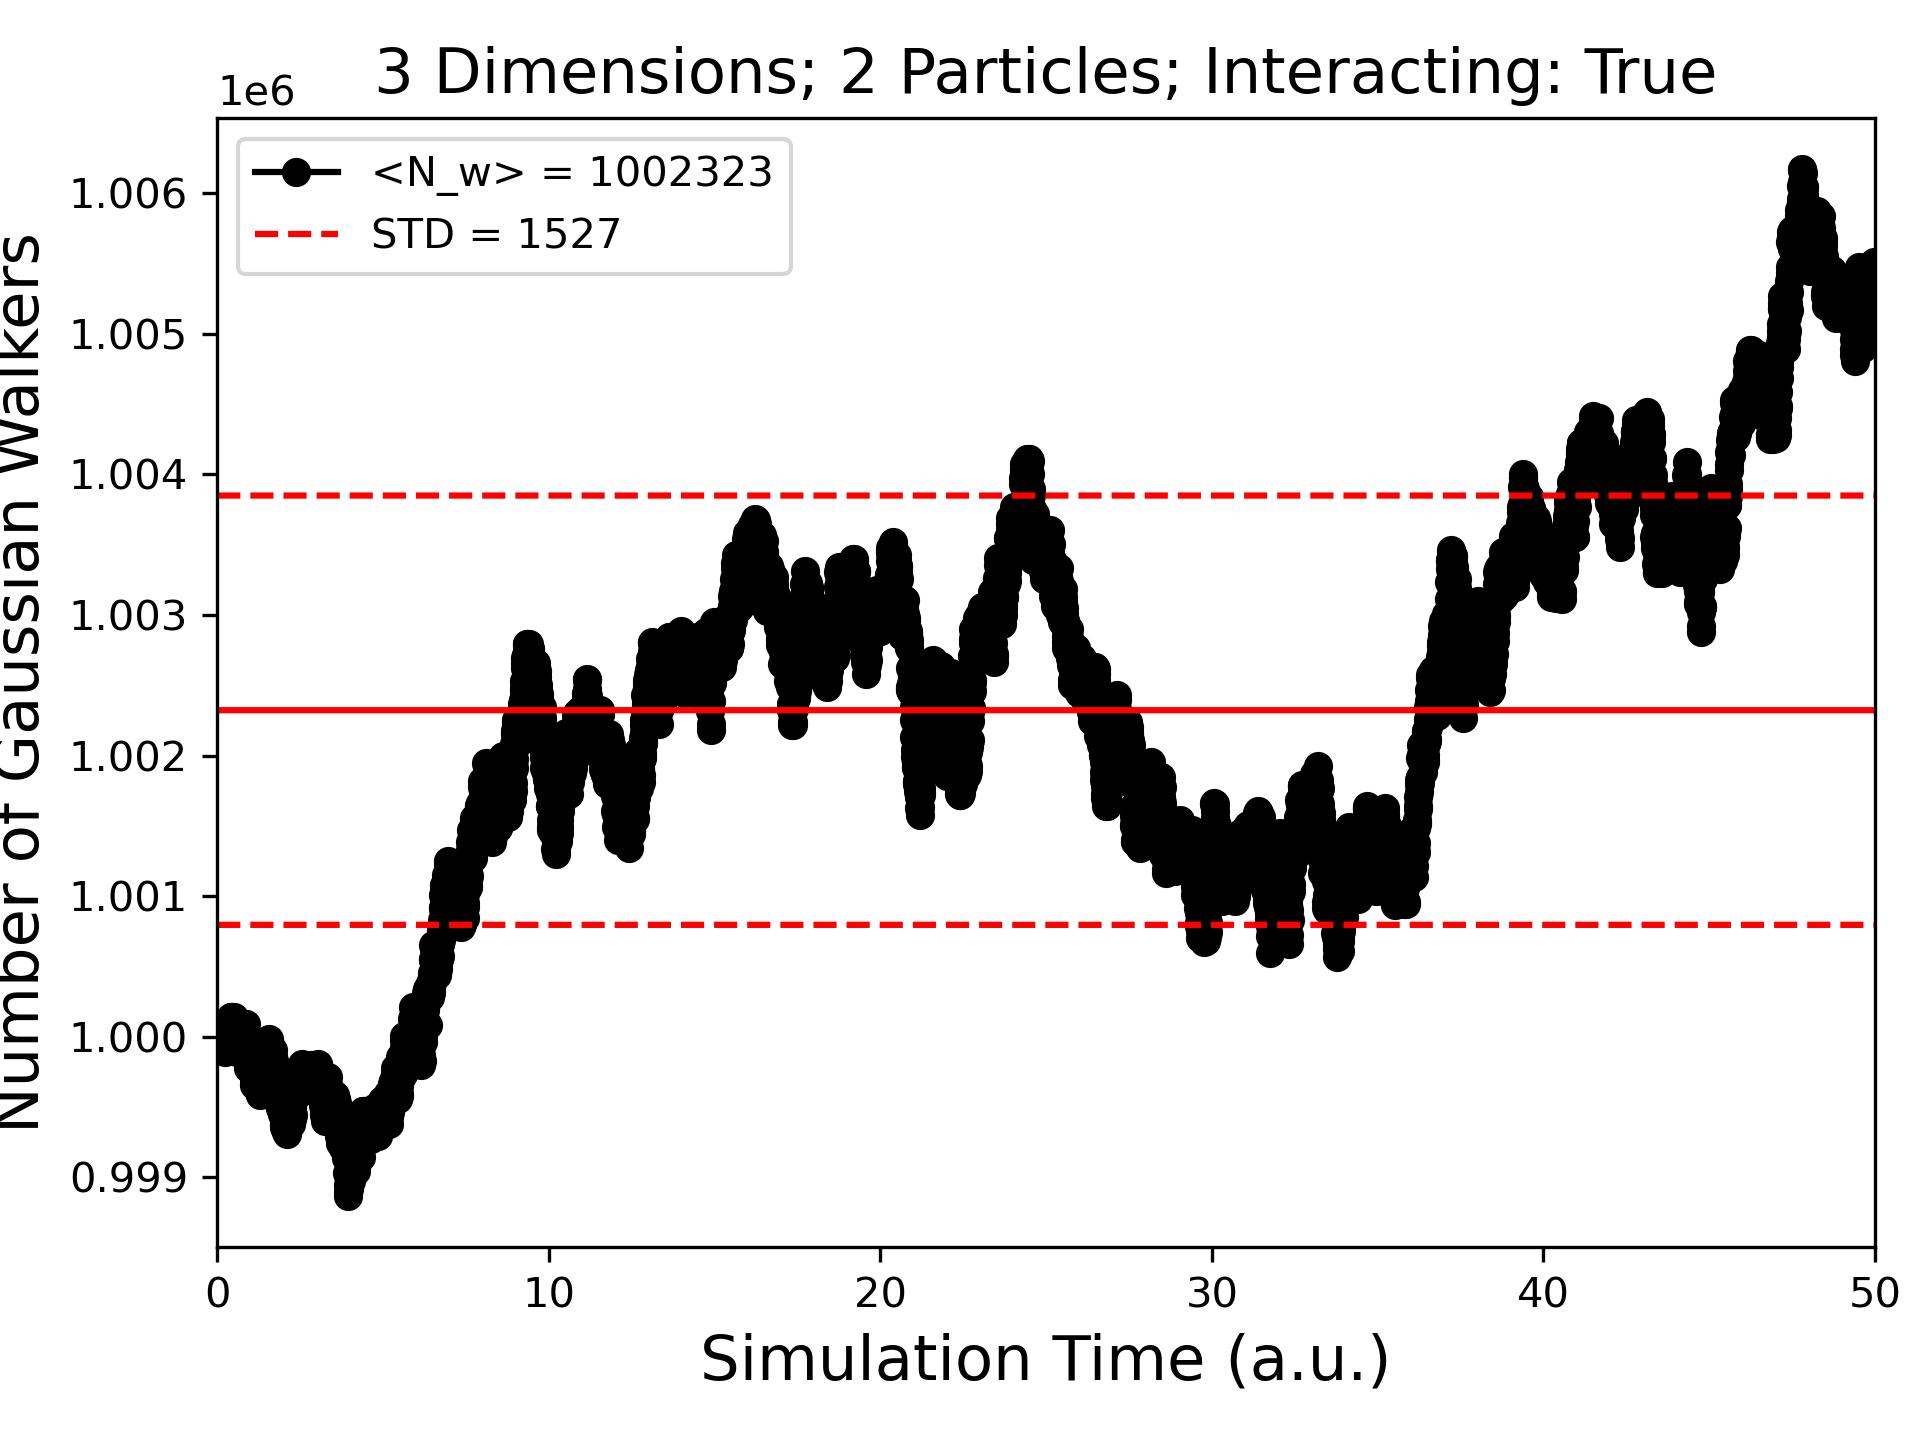 3 Dimensions; 2 Particles; Interacting: True
1e6
<N_w> = 1002323
STD = 1527
Number of Gaussian Walkers
1.006
1.005
1.004
1.003
1.002
1.001
1.000
0.999
0 10 20 30 40 50
Simulation Time (a.u.)